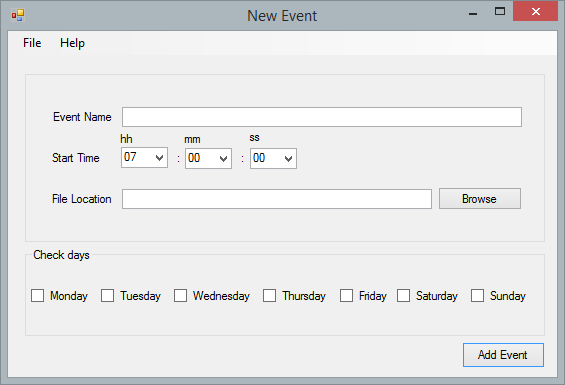 New Event
File Help
Event Name
hh mm ss
Start Time 07 : 00 : 00
File Location Browse
Check days
Monday Tuesday Wednesday Thursday Friday Saturday Sunday
Add Event